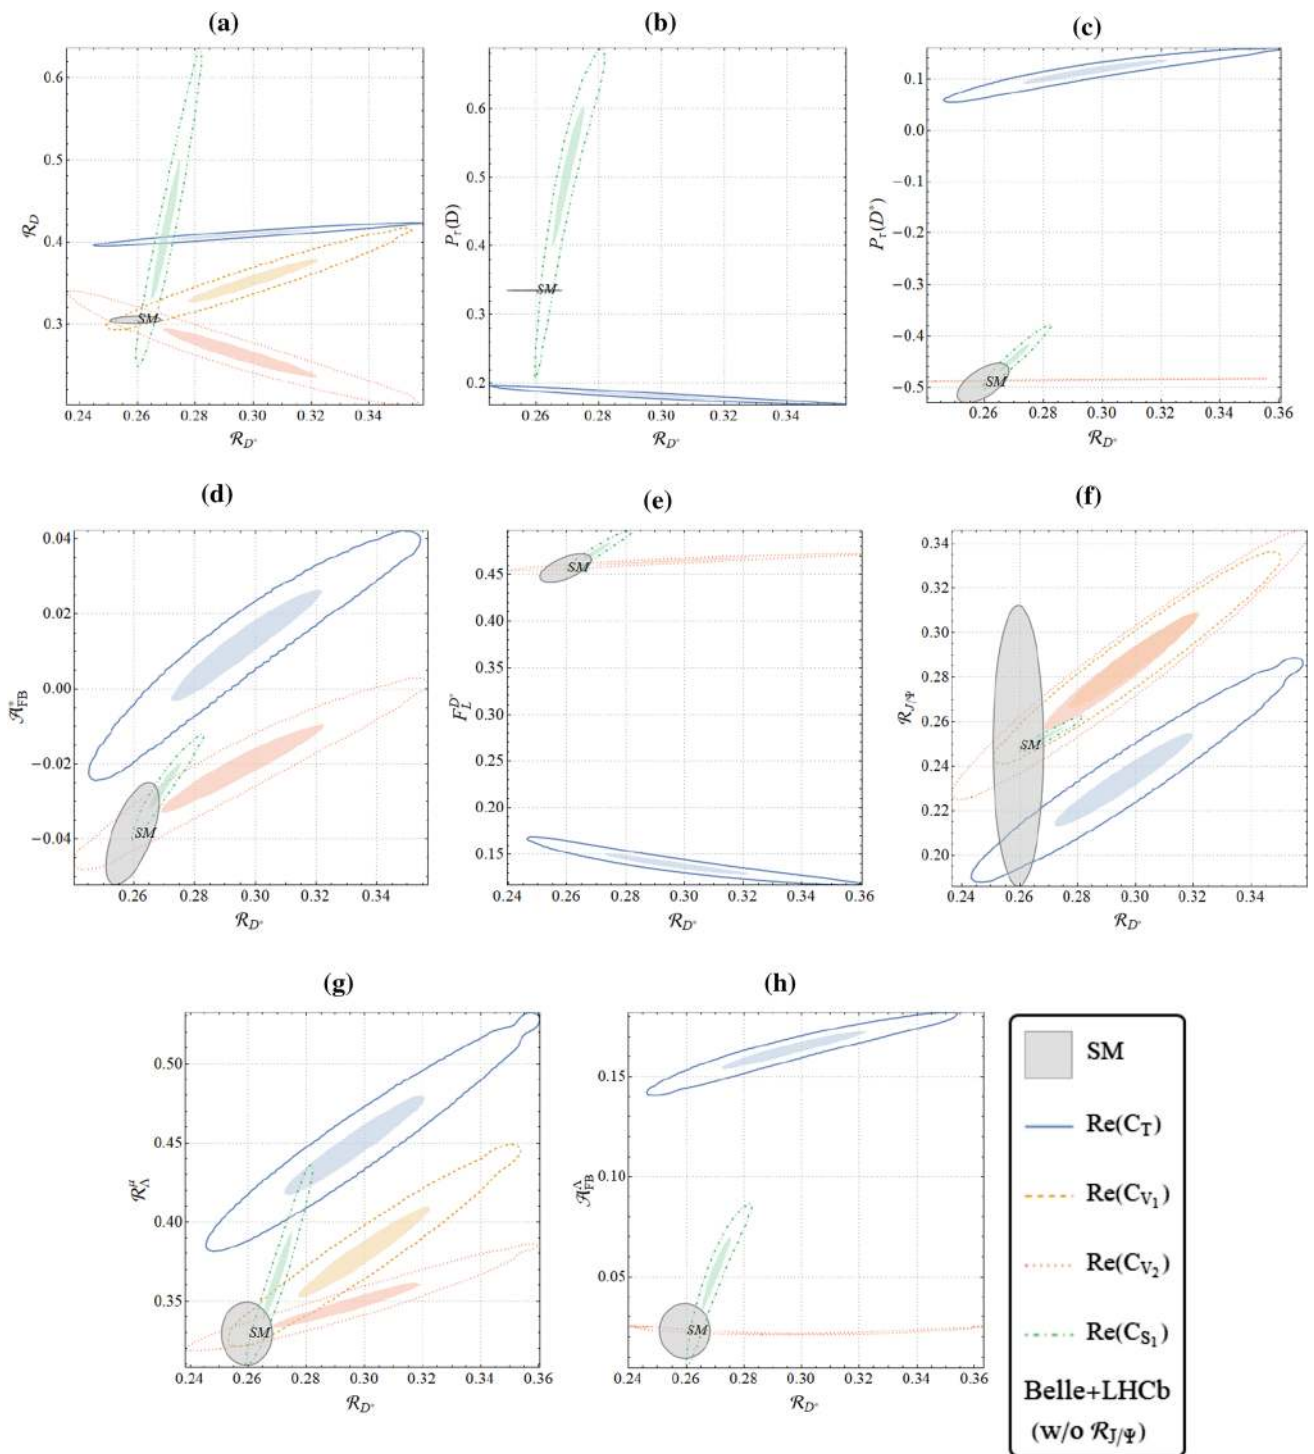 (a)
0.6
0.5
0.4
0.3
R_D
SM
0.24 0.26 0.28 0.30 0.32 0.34
R_D*
(b)
0.6
0.5
0.4
0.3
0.2
P_τ(D)
SM
0.26 0.28 0.30 0.32 0.34
R_D*
(c)
0.1
0.0
−0.1
−0.2
−0.3
−0.4
−0.5
P_τ(D*)
SM
0.26 0.28 0.30 0.32 0.34 0.36
R_D*
(d)
0.04
0.02
0.00
−0.02
−0.04
A*_FB
SM
0.26 0.28 0.30 0.32 0.34
R_D*
(e)
0.45
0.40
0.35
0.30
0.25
0.20
0.15
F_L^D*
SM
0.24 0.26 0.28 0.30 0.32 0.34 0.36
R_D*
(f)
0.34
0.32
0.30
0.28
0.26
0.24
0.22
0.20
R_J/Ψ
SM
0.24 0.26 0.28 0.30 0.32 0.34
R_D*
(g)
0.50
0.45
0.40
0.35
R_Λ^μ
SM
0.24 0.26 0.28 0.30 0.32 0.34 0.36
R_D*
(h)
0.15
0.10
0.05
A_FB^Λ
SM
0.24 0.26 0.28 0.30 0.32 0.34 0.36
R_D*
SM
Re(C_T)
Re(C_V1)
Re(C_V2)
Re(C_S1)
Belle+LHCb
(w/o R_J/Ψ)